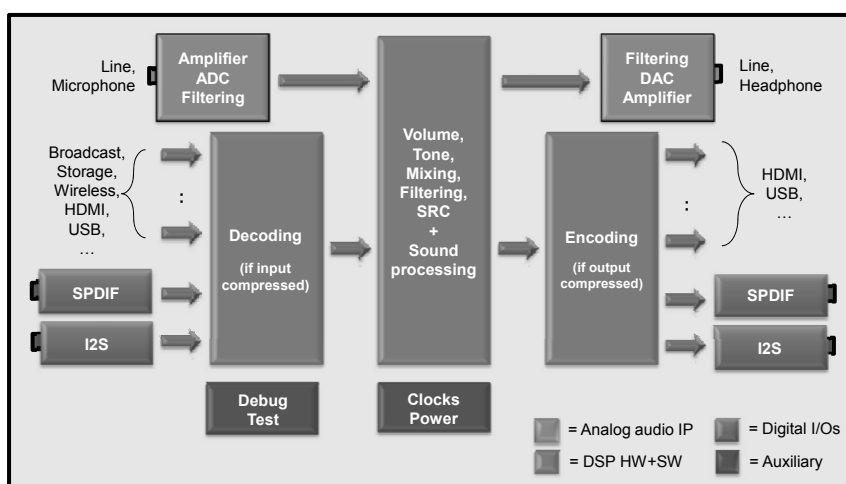 Line,
Microphone
Amplifier
ADC
Filtering
Filtering
DAC
Amplifier
Line,
Headphone
Broadcast,
Storage,
Wireless,
HDMI,
USB,
...
:
Decoding
(if input
compressed)
Volume,
Tone,
Mixing,
Filtering,
SRC
+
Sound
processing
Encoding
(if output
compressed)
:
HDMI,
USB,
...
SPDIF
I2S
SPDIF
I2S
Debug
Test
Clocks
Power
= Analog audio IP
= Digital I/Os
= DSP HW+SW
= Auxiliary